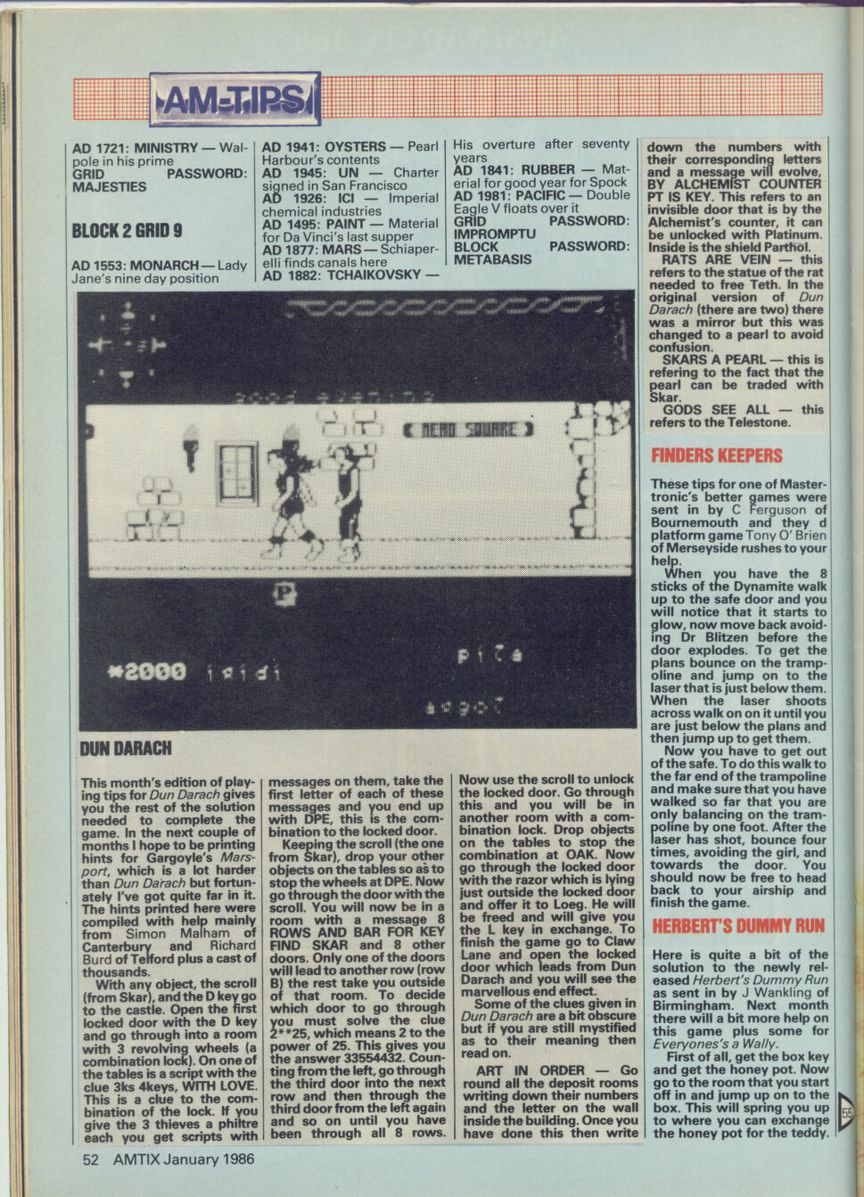 AM-TIPS
AD 1721: MINISTRY — Wal-
pole in his prime
GRID PASSWORD:
MAJESTIES
BLOCK 2 GRID 9
AD 1553: MONARCH — Lady
Jane's nine day position
AD 1941: OYSTERS — Pearl
Harbour's contents
AD 1945: UN — Charter
signed in San Francisco
AD 1926: ICI — Imperial
chemical industries
AD 1495: PAINT — Material
for Da Vinci's last supper
AD 1877: MARS — Schiaper-
elli finds canals here
AD 1882: TCHAIKOVSKY —
His overture after seventy
years
AD 1841: RUBBER — Mat-
erial for good year for Spock
AD 1981: PACIFIC — Double
Eagle V floats over it
GRID PASSWORD:
IMPROMPTU
BLOCK PASSWORD:
METABASIS
good evening
NERO SQUARE
P
*2000 ioidi
pica
DUN DARACH
This month's edition of play-
ing tips for Dun Darach gives
you the rest of the solution
needed to complete the
game. In the next couple of
months I hope to be printing
hints for Gargoyle's Mars-
port, which is a lot harder
than Dun Darach but fortun-
ately I've got quite far in it.
The hints printed here were
compiled with help mainly
from Simon Malham of
Canterbury and Richard
Burd of Telford plus a cast of
thousands.
With any object, the scroll
(from Skar), and the D key go
to the castle. Open the first
locked door with the D key
and go through into a room
with 3 revolving wheels (a
combination lock). On one of
the tables is a script with the
clue 3ks 4keys, WITH LOVE.
This is a clue to the com-
bination of the lock. If you
give the 3 thieves a philtre
each you get scripts with
messages on them, take the
first letter of each of these
messages and you end up
with DPE, this is the com-
bination to the locked door.
Keeping the scroll (the one
from Skar), drop your other
objects on the tables so as to
stop the wheels at DPE. Now
go through the door with the
scroll. You will now be in a
room with a message 8
ROWS AND BAR FOR KEY
FIND SKAR and 8 other
doors. Only one of the doors
will lead to another row (row
B) the rest take you outside
of that room. To decide
which door to go through
you must solve the clue
2**25, which means 2 to the
power of 25. This gives you
the answer 33554432. Coun-
ting from the left, go through
the third door into the next
row and then through the
third door from the left again
and so on until you have
been through all 8 rows.
Now use the scroll to unlock
the locked door. Go through
this and you will be in
another room with a com-
bination lock. Drop objects
on the tables to stop the
combination at OAK. Now
go through the locked door
with the razor which is lying
just outside the locked door
and offer it to Loeg. He will
be freed and will give you
the L key in exchange. To
finish the game go to Claw
Lane and open the locked
door which leads from Dun
Darach and you will see the
marvellous end effect.
Some of the clues given in
Dun Darach are a bit obscure
but if you are still mystified
as to their meaning then
read on.
ART IN ORDER — Go
round all the deposit rooms
writing down their numbers
and the letter on the wall
inside the building. Once you
have done this then write
down the numbers with
their corresponding letters
and a message will evolve,
BY ALCHEMIST COUNTER
PT IS KEY. This refers to an
invisible door that is by the
Alchemist's counter, it can
be unlocked with Platinum.
Inside is the shield Parthol.
RATS ARE VEIN — this
refers to the statue of the rat
needed to free Teth. In the
original version of Dun
Darach (there are two) there
was a mirror but this was
changed to a pearl to avoid
confusion.
SKARS A PEARL — this is
refering to the fact that the
pearl can be traded with
Skar.
GODS SEE ALL — this
refers to the Telestone.
FINDERS KEEPERS
These tips for one of Master-
tronic's better games were
sent in by C Ferguson of
Bournemouth and they d
platform game Tony O' Brien
of Merseyside rushes to your
help.
When you have the 8
sticks of the Dynamite walk
up to the safe door and you
will notice that it starts to
glow, now move back avoid-
ing Dr Blitzen before the
door explodes. To get the
plans bounce on the tramp-
oline and jump on to the
laser that is just below them.
When the laser shoots
across walk on on it until you
are just below the plans and
then jump up to get them.
Now you have to get out
of the safe. To do this walk to
the far end of the trampoline
and make sure that you have
walked so far that you are
only balancing on the tram-
poline by one foot. After the
laser has shot, bounce four
times, avoiding the girl, and
towards the door. You
should now be free to head
back to your airship and
finish the game.
HERBERT'S DUMMY RUN
Here is quite a bit of the
solution to the newly rel-
eased Herbert's Dummy Run
as sent in by J Wankling of
Birmingham. Next month
there will a bit more help on
this game plus some for
Everyones's a Wally.
First of all, get the box key
and get the honey pot. Now
go to the room that you start
off in and jump up on to the
box. This will spring you up
to where you can exchange
the honey pot for the teddy.
55
52 AMTIX January 1986